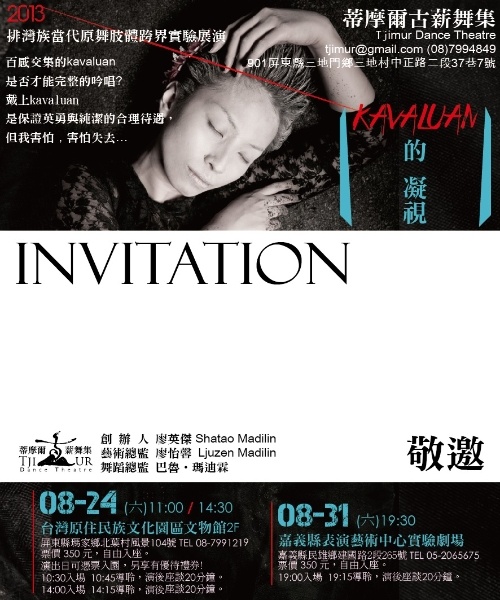 2013
排灣族當代原舞肢體跨界實驗展演
百感交集的kavaluan
是否才能完整的吟唱?
戴上kavaluan
是保證英勇與純潔的合理待遇，
但我害怕，害怕失去…
蒂摩爾古薪舞集
Tjimur Dance Theatre
tjimur@gmail.com (08)7994849
901屏東縣三地門鄉三地村中正路二段37巷7號
KAVALUAN
的凝視
INVITATION
蒂摩爾 薪舞集
TJIMUR
Dance Theatre
創辦人 廖英傑 Shatao Madilin
藝術總監 廖怡馨 Ljuzen Madilin
舞蹈總監 巴魯・瑪迪霖
敬邀
08-24 (六)11:00 / 14:30
台灣原住民族文化園區文物館2F
屏東縣瑪家鄉北葉村風景104號 TEL 08-7991219
票價 350 元，自由入座。
演出日可憑票入園，另享有優待禮券!
10:30入場 10:45導聆，演後座談20分鐘。
14:00入場 14:15導聆，演後座談20分鐘。
08-31 (六)19:30
嘉義縣表演藝術中心實驗劇場
嘉義縣民雄鄉建國路2段265號 TEL 05-2065675
票價 350 元，自由入座。
19:00入場 19:15導聆，演後座談20分鐘。